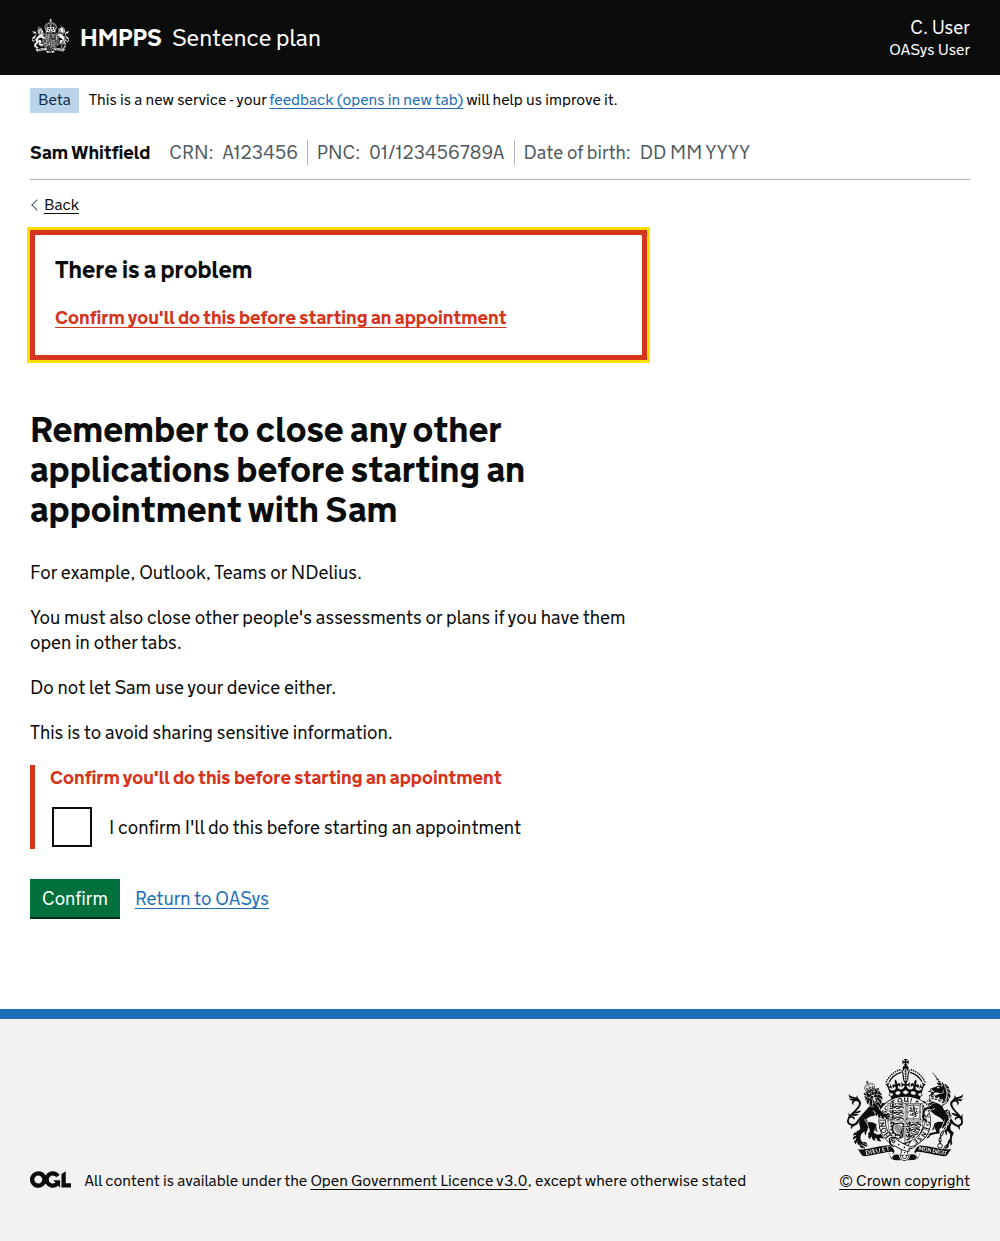 HMPPS Sentence plan
C. User
OASys User
Beta This is a new service - your feedback (opens in new tab) will help us improve it.
Sam Whitfield CRN: A123456 PNC: 01/123456789A Date of birth: DD MM YYYY
Back
There is a problem
Confirm you'll do this before starting an appointment
Remember to close any other
applications before starting an
appointment with Sam
For example, Outlook, Teams or NDelius.
You must also close other people's assessments or plans if you have them
open in other tabs.
Do not let Sam use your device either.
This is to avoid sharing sensitive information.
Confirm you'll do this before starting an appointment
I confirm I'll do this before starting an appointment
Confirm Return to OASys
DIEU ET MON DROIT
OGL All content is available under the Open Government Licence v3.0, except where otherwise stated
© Crown copyright